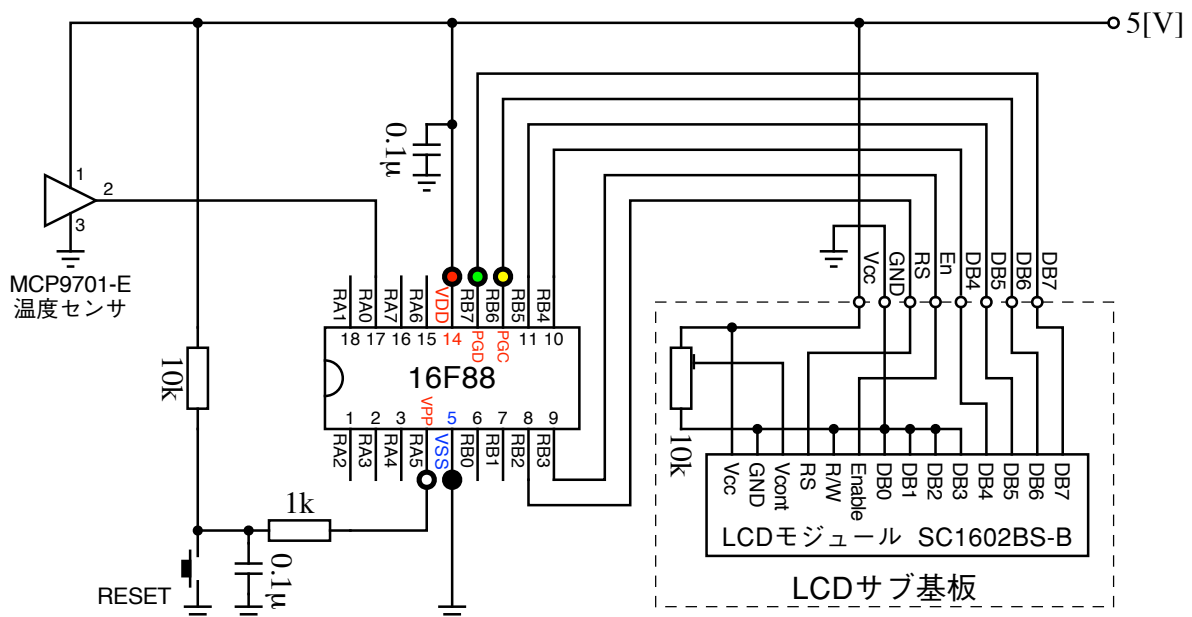 5[V]
0.1μ
1
2
3
MCP9701-E
温度センサ
10k
RA1
RA0
RA7
RA6
VDD
RB7
RB6
RB5
RB4
18
17
16
15
14
PGD
PGC
11
10
16F88
1
2
3
VPP
5
6
7
8
9
RA2
RA3
RA4
RA5
VSS
RB0
RB1
RB2
RB3
1k
0.1μ
RESET
Vcc
GND
RS
En
DB4
DB5
DB6
DB7
10k
Vcc
GND
Vcont
RS
R/W
Enable
DB0
DB1
DB2
DB3
DB4
DB5
DB6
DB7
LCDモジュール SC1602BS-B
LCDサブ基板